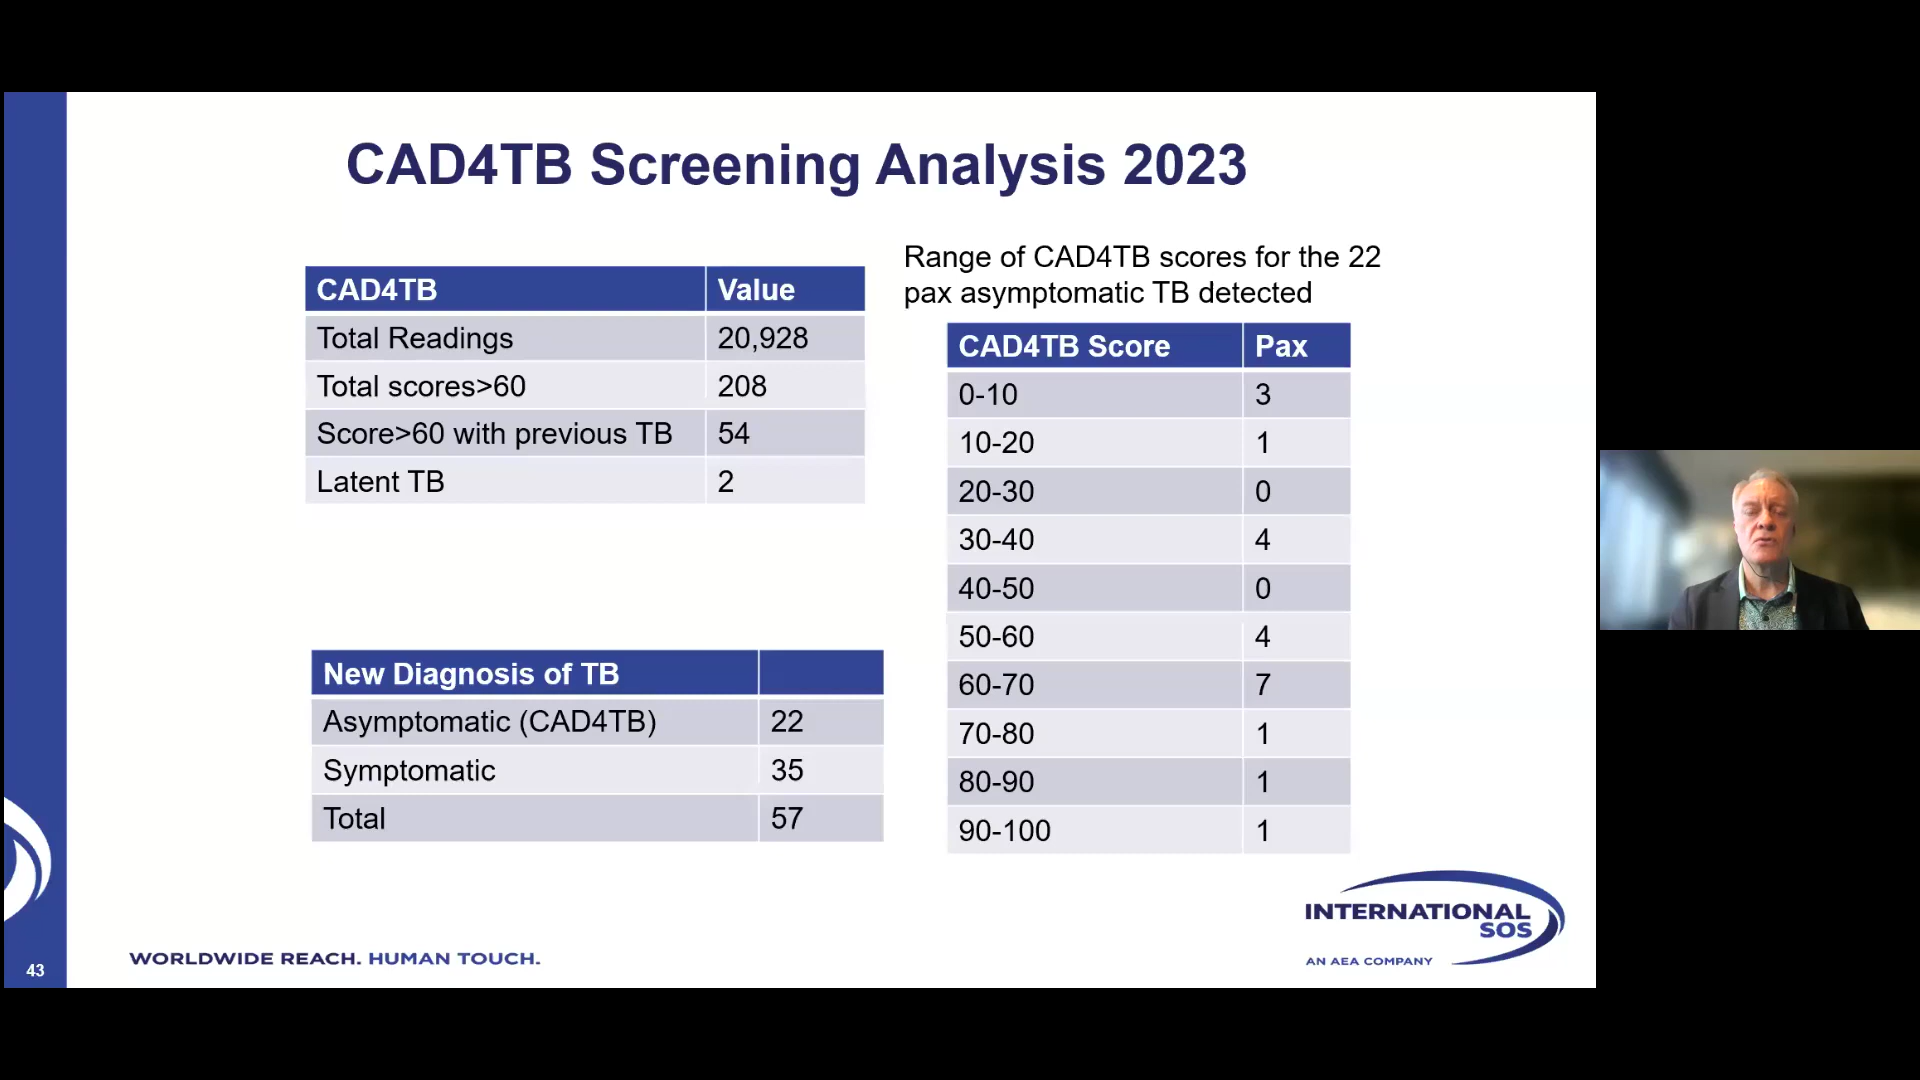 CAD4TB Screening Analysis 2023
CAD4TB Value
Total Readings 20,928
Total scores>60 208
Score>60 with previous TB 54
Latent TB 2
New Diagnosis of TB
Asymptomatic (CAD4TB) 22
Symptomatic 35
Total 57
Range of CAD4TB scores for the 22
pax asymptomatic TB detected
CAD4TB Score Pax
0-10 3
10-20 1
20-30 0
30-40 4
40-50 0
50-60 4
60-70 7
70-80 1
80-90 1
90-100 1
43
WORLDWIDE REACH. HUMAN TOUCH.
INTERNATIONAL
SOS
AN AEA COMPANY